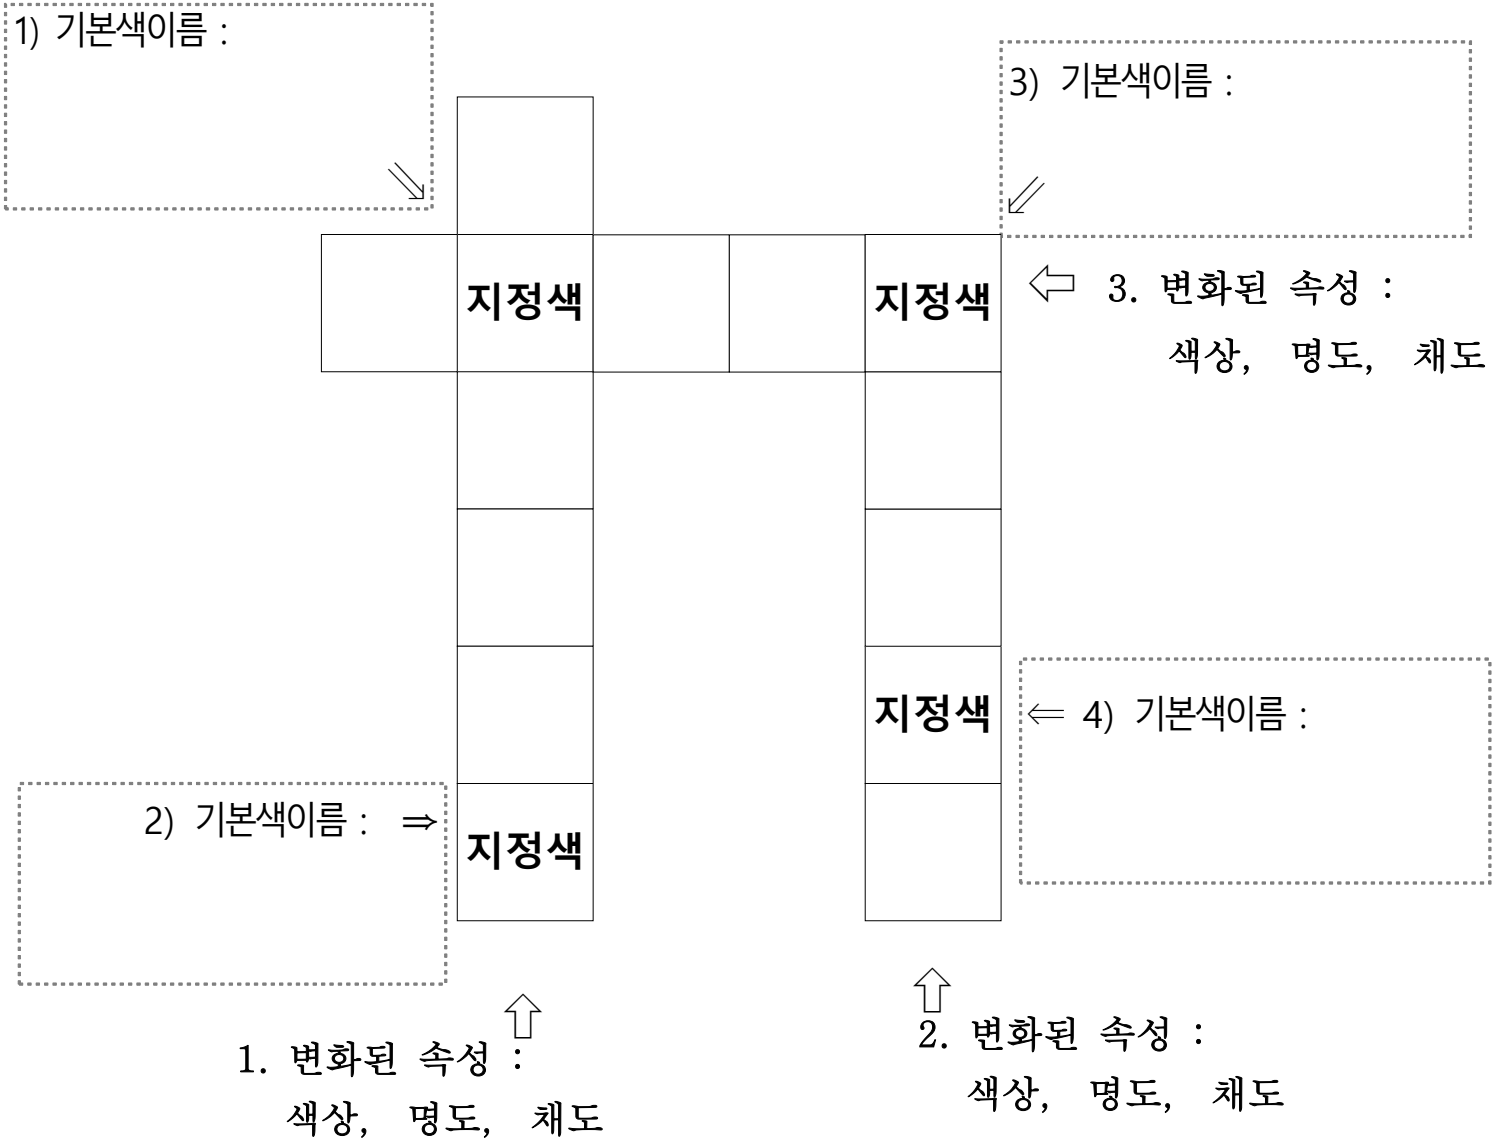 1) 기본색이름 :
3) 기본색이름 :
지정색
지정색
3. 변화된 속성 :
색상, 명도, 채도
지정색
4) 기본색이름 :
2) 기본색이름 :
지정색
1. 변화된 속성 :
색상, 명도, 채도
2. 변화된 속성 :
색상, 명도, 채도